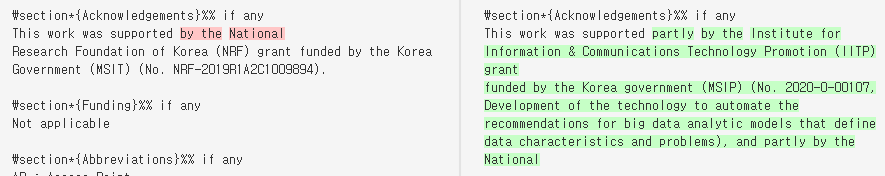 ₩section*{Acknowledgements}%% if any
This work was supported by the National
Research Foundation of Korea (NRF) grant funded by the Korea
Government (MSIT) (No. NRF-2019R1A2C1009894).
₩section*{Funding}%% if any
Not applicable
₩section*{Abbreviations}%% if any
₩section*{Acknowledgements}%% if any
This work was supported partly by the Institute for
Information & Communications Technology Promotion (IITP)
grant
funded by the Korea government (MSIP) (No. 2020-0-00107,
Development of the technology to automate the
recommendations for big data analytic models that define
data characteristics and problems), and partly by the
National